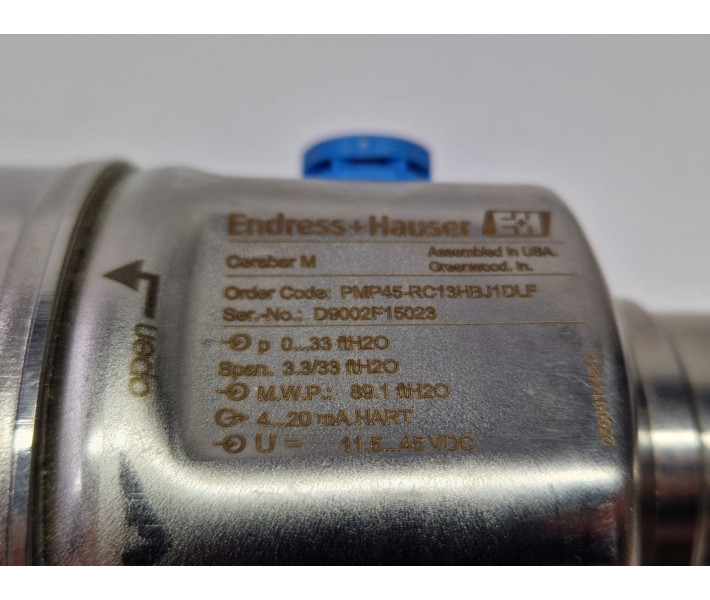 Endress+Hauser E+H
Cerabar M
Assembled in USA.
Greenwood. In.
Order Code: PMP45-RC13HBJ1DLF
Ser.-No.: D9002F15023
p 0...33 ftH2O
Span. 3.3/33 ftH2O
M.W.P.: 89.1 ftH2O
4...20 mA HART
U = 11.5...45 VDC
open